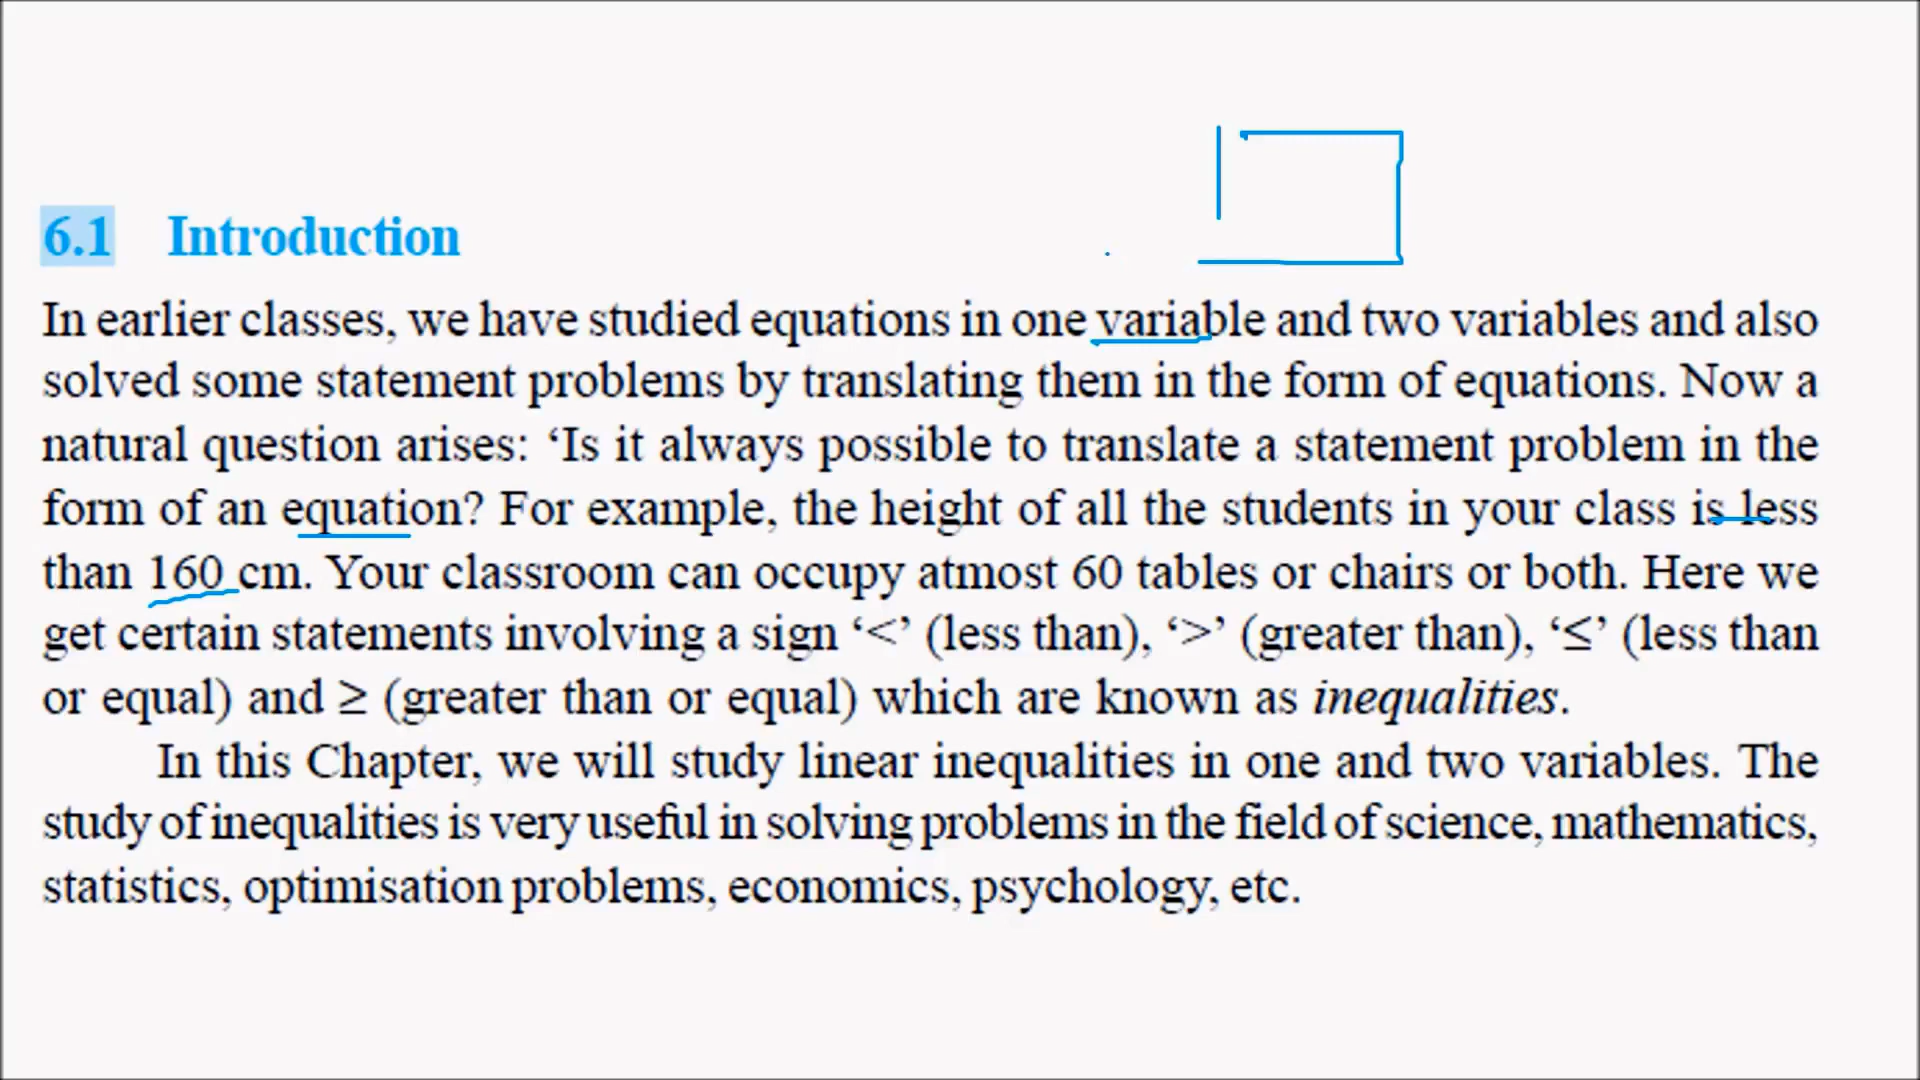 6.1 Introduction
In earlier classes, we have studied equations in one variable and two variables and also
solved some statement problems by translating them in the form of equations. Now a
natural question arises: ‘Is it always possible to translate a statement problem in the
form of an equation? For example, the height of all the students in your class is less
than 160 cm. Your classroom can occupy atmost 60 tables or chairs or both. Here we
get certain statements involving a sign ‘<’ (less than), ‘>’ (greater than), ‘≤’ (less than
or equal) and ≥ (greater than or equal) which are known as inequalities.
In this Chapter, we will study linear inequalities in one and two variables. The
study of inequalities is very useful in solving problems in the field of science, mathematics,
statistics, optimisation problems, economics, psychology, etc.